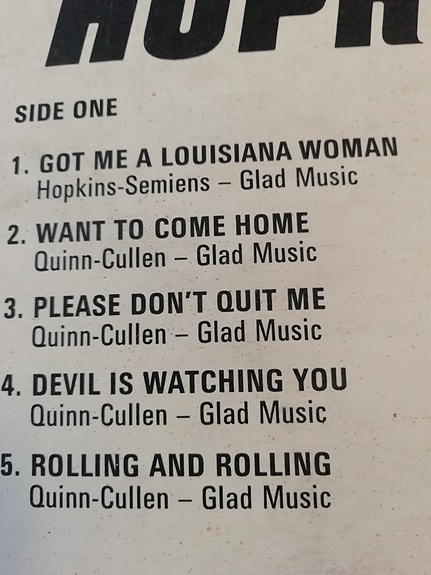 HOPK
SIDE ONE
1. GOT ME A LOUISIANA WOMAN
Hopkins-Semiens – Glad Music
2. WANT TO COME HOME
Quinn-Cullen – Glad Music
3. PLEASE DON'T QUIT ME
Quinn-Cullen – Glad Music
4. DEVIL IS WATCHING YOU
Quinn-Cullen – Glad Music
5. ROLLING AND ROLLING
Quinn-Cullen – Glad Music